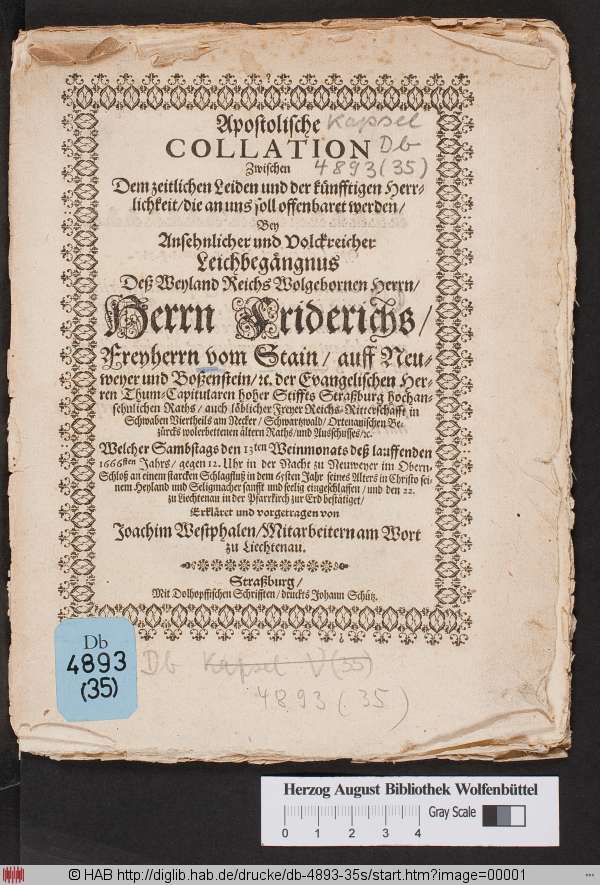 Apostolische Kapsel
COLLATION Db
Zwischen 4893(35)
Dem zeitlichen Leiden und der künfftigen Herr-
lichkeit/ die an uns soll offenbaret werden/
Bey
Ansehnlicher und Volckreicher
Leichbegängnus
Deß Weyland Reichs Wolgebornen Herrn/
Herrn Friderichs/
Freyherrn vom Stain/ auff Neu-
weyer und Boßenstein/ ꝛc. der Evangelischen Her-
ren Thum-Capitularen hoher Stiffts Straßburg hochan-
sehnlichen Raths/ auch löblicher Freyer Reichs-Ritterschafft in
Schwaben Viertheils am Necker/ Schwartzwald/ Ortenauischen Be-
zürcks wolerbettenen ältern Raths/ und Ausschusses/ ꝛc.
Welcher Sambstags den 13ten Weinmonats deß lauffenden
1666sten Jahrs/ gegen 12. Uhr in der Nacht zu Neuweyer im Obern-
Schloß an einem starcken Schlagfluß in dem 65sten Jahr seines Alters in Christo sei-
nem Heyland und Seligmacher sanfft und seelig eingeschlaffen/ und den 22.
zu Liechtenau in der Pfarrkirch zur Erd bestätiget/
Erkläret und vorgetragen von
Joachim Westphalen/ Mitarbeitern am Wort
zu Liechtenau.
Straßburg/
Mit Dolhopffischen Schrifften/ druckts Johann Schütz.
Db
4893
(35)
Db Kapsel V (35)
4893 (35)
Herzog August Bibliothek Wolfenbüttel
Gray Scale
0 1 2 3 4
© HAB http://diglib.hab.de/drucke/db-4893-35s/start.htm?image=00001